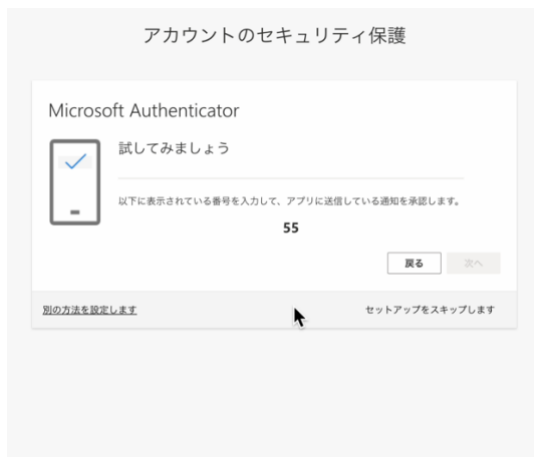 アカウントのセキュリティ保護
Microsoft Authenticator
試してみましょう
以下に表示されている番号を入力して、アプリに送信している通知を承認します。
55
戻る
次へ
別の方法を設定します
セットアップをスキップします